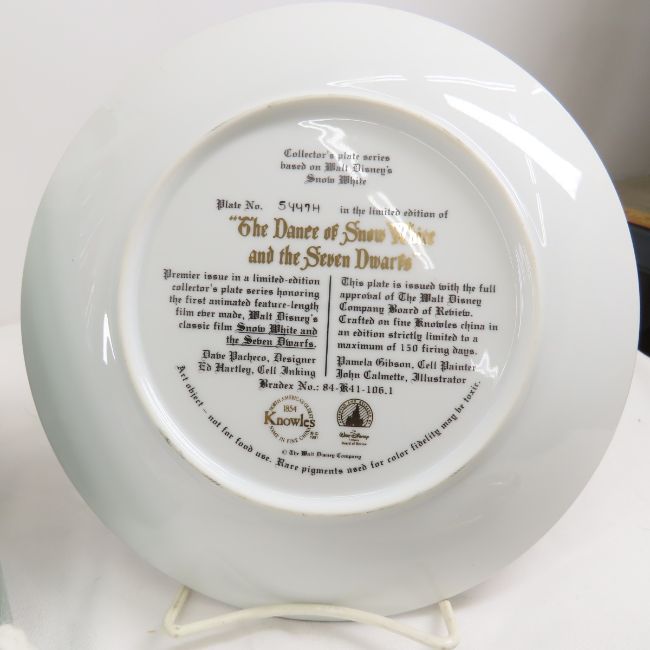 Collector's plate series
based on Walt Disney's
Snow White
Plate No. 5447H in the limited edition of
"The Dance of Snow White
and the Seven Dwarfs
Premier issue in a limited-edition
collector's plate series honoring
the first animated feature-length
film ever made, Walt Disney's
classic film Snow White and
the Seven Dwarfs.
Dave Pacheco, Designer
Ed Hartley, Cell Inking
This plate is issued with the full
approval of The Walt Disney
Company Board of Review.
Crafted on fine Knowles china in
an edition strictly limited to a
maximum of 150 firing days.
Pamela Gibson, Cell Painter
John Calmette, Illustrator
Bradex No.: 84-K41-106.1
1854
Knowles
Walt Disney
Board of Review
© The Walt Disney Company
Art object - not for food use. Rare pigments used for color fidelity may be toxic.